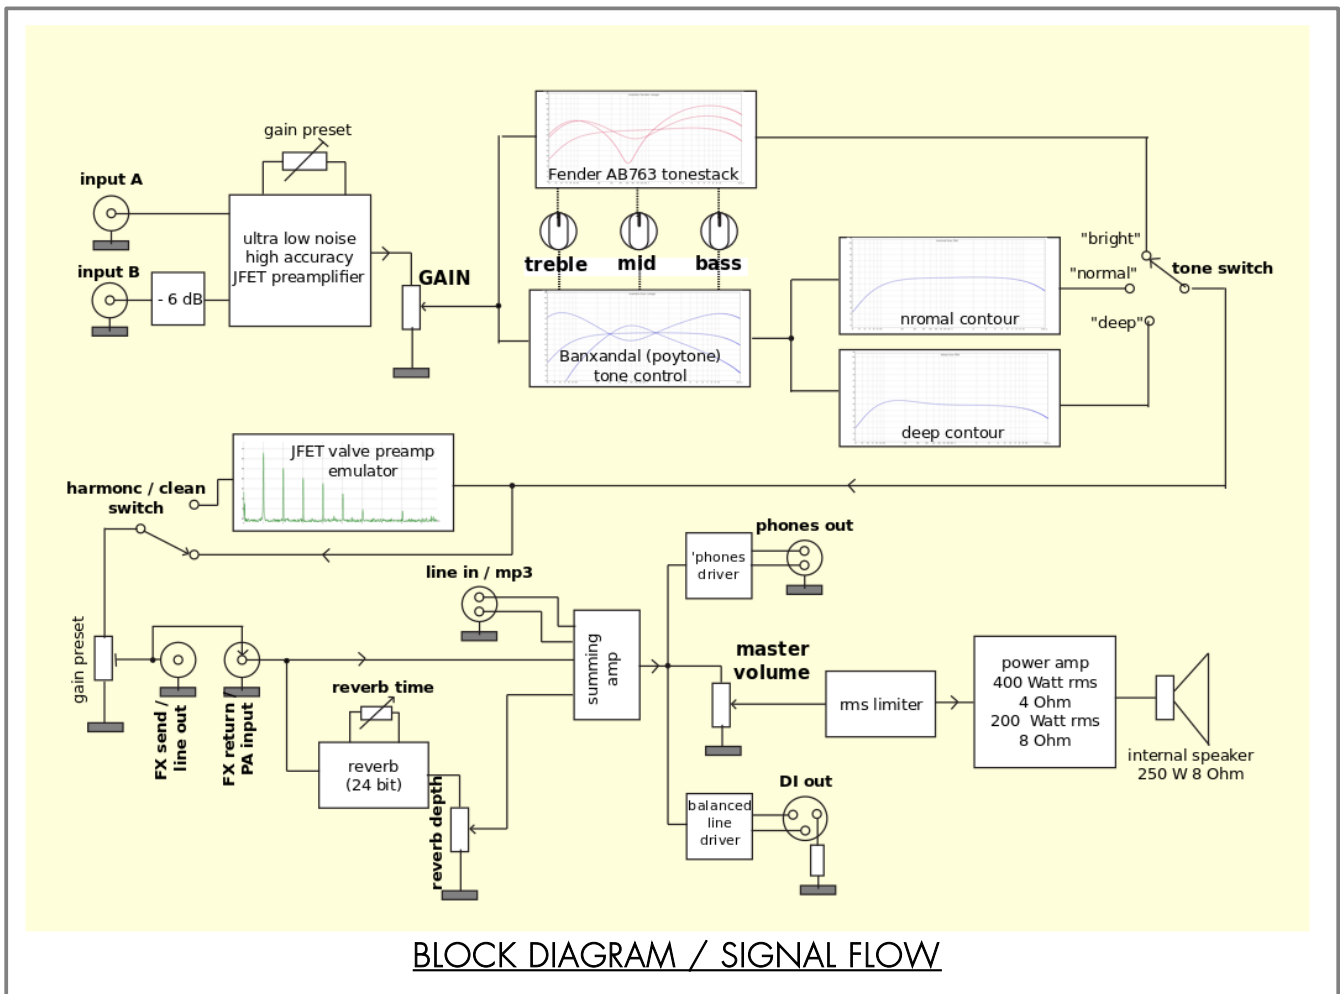 gain preset
input A
input B
- 6 dB
ultra low noise
high accuracy
JFET preamplifier
GAIN
Fender AB763 tonestack
treble
mid
bass
Banxandal (poytone)
tone control
nromal contour
deep contour
"bright"
"normal"
"deep"
tone switch
JFET valve preamp
emulator
harmonc / clean
switch
line in / mp3
phones out
'phones
driver
gain preset
FX send /
line out
FX return /
PA input
reverb time
reverb
(24 bit)
reverb depth
summing
amp
master
volume
rms limiter
power amp
400 Watt rms
4 Ohm
200 Watt rms
8 Ohm
internal speaker
250 W 8 Ohm
DI out
balanced
line
driver
BLOCK DIAGRAM / SIGNAL FLOW